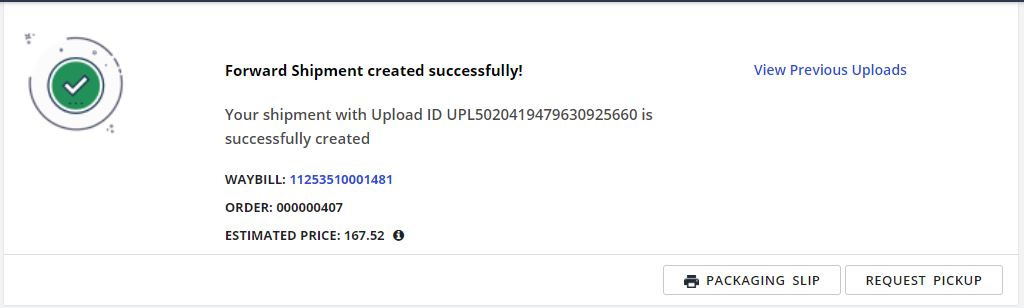 Forward Shipment created successfully!
View Previous Uploads
Your shipment with Upload ID UPL5020419479630925660 is
successfully created
WAYBILL: 11253510001481
ORDER: 000000407
ESTIMATED PRICE: 167.52
PACKAGING SLIP
REQUEST PICKUP